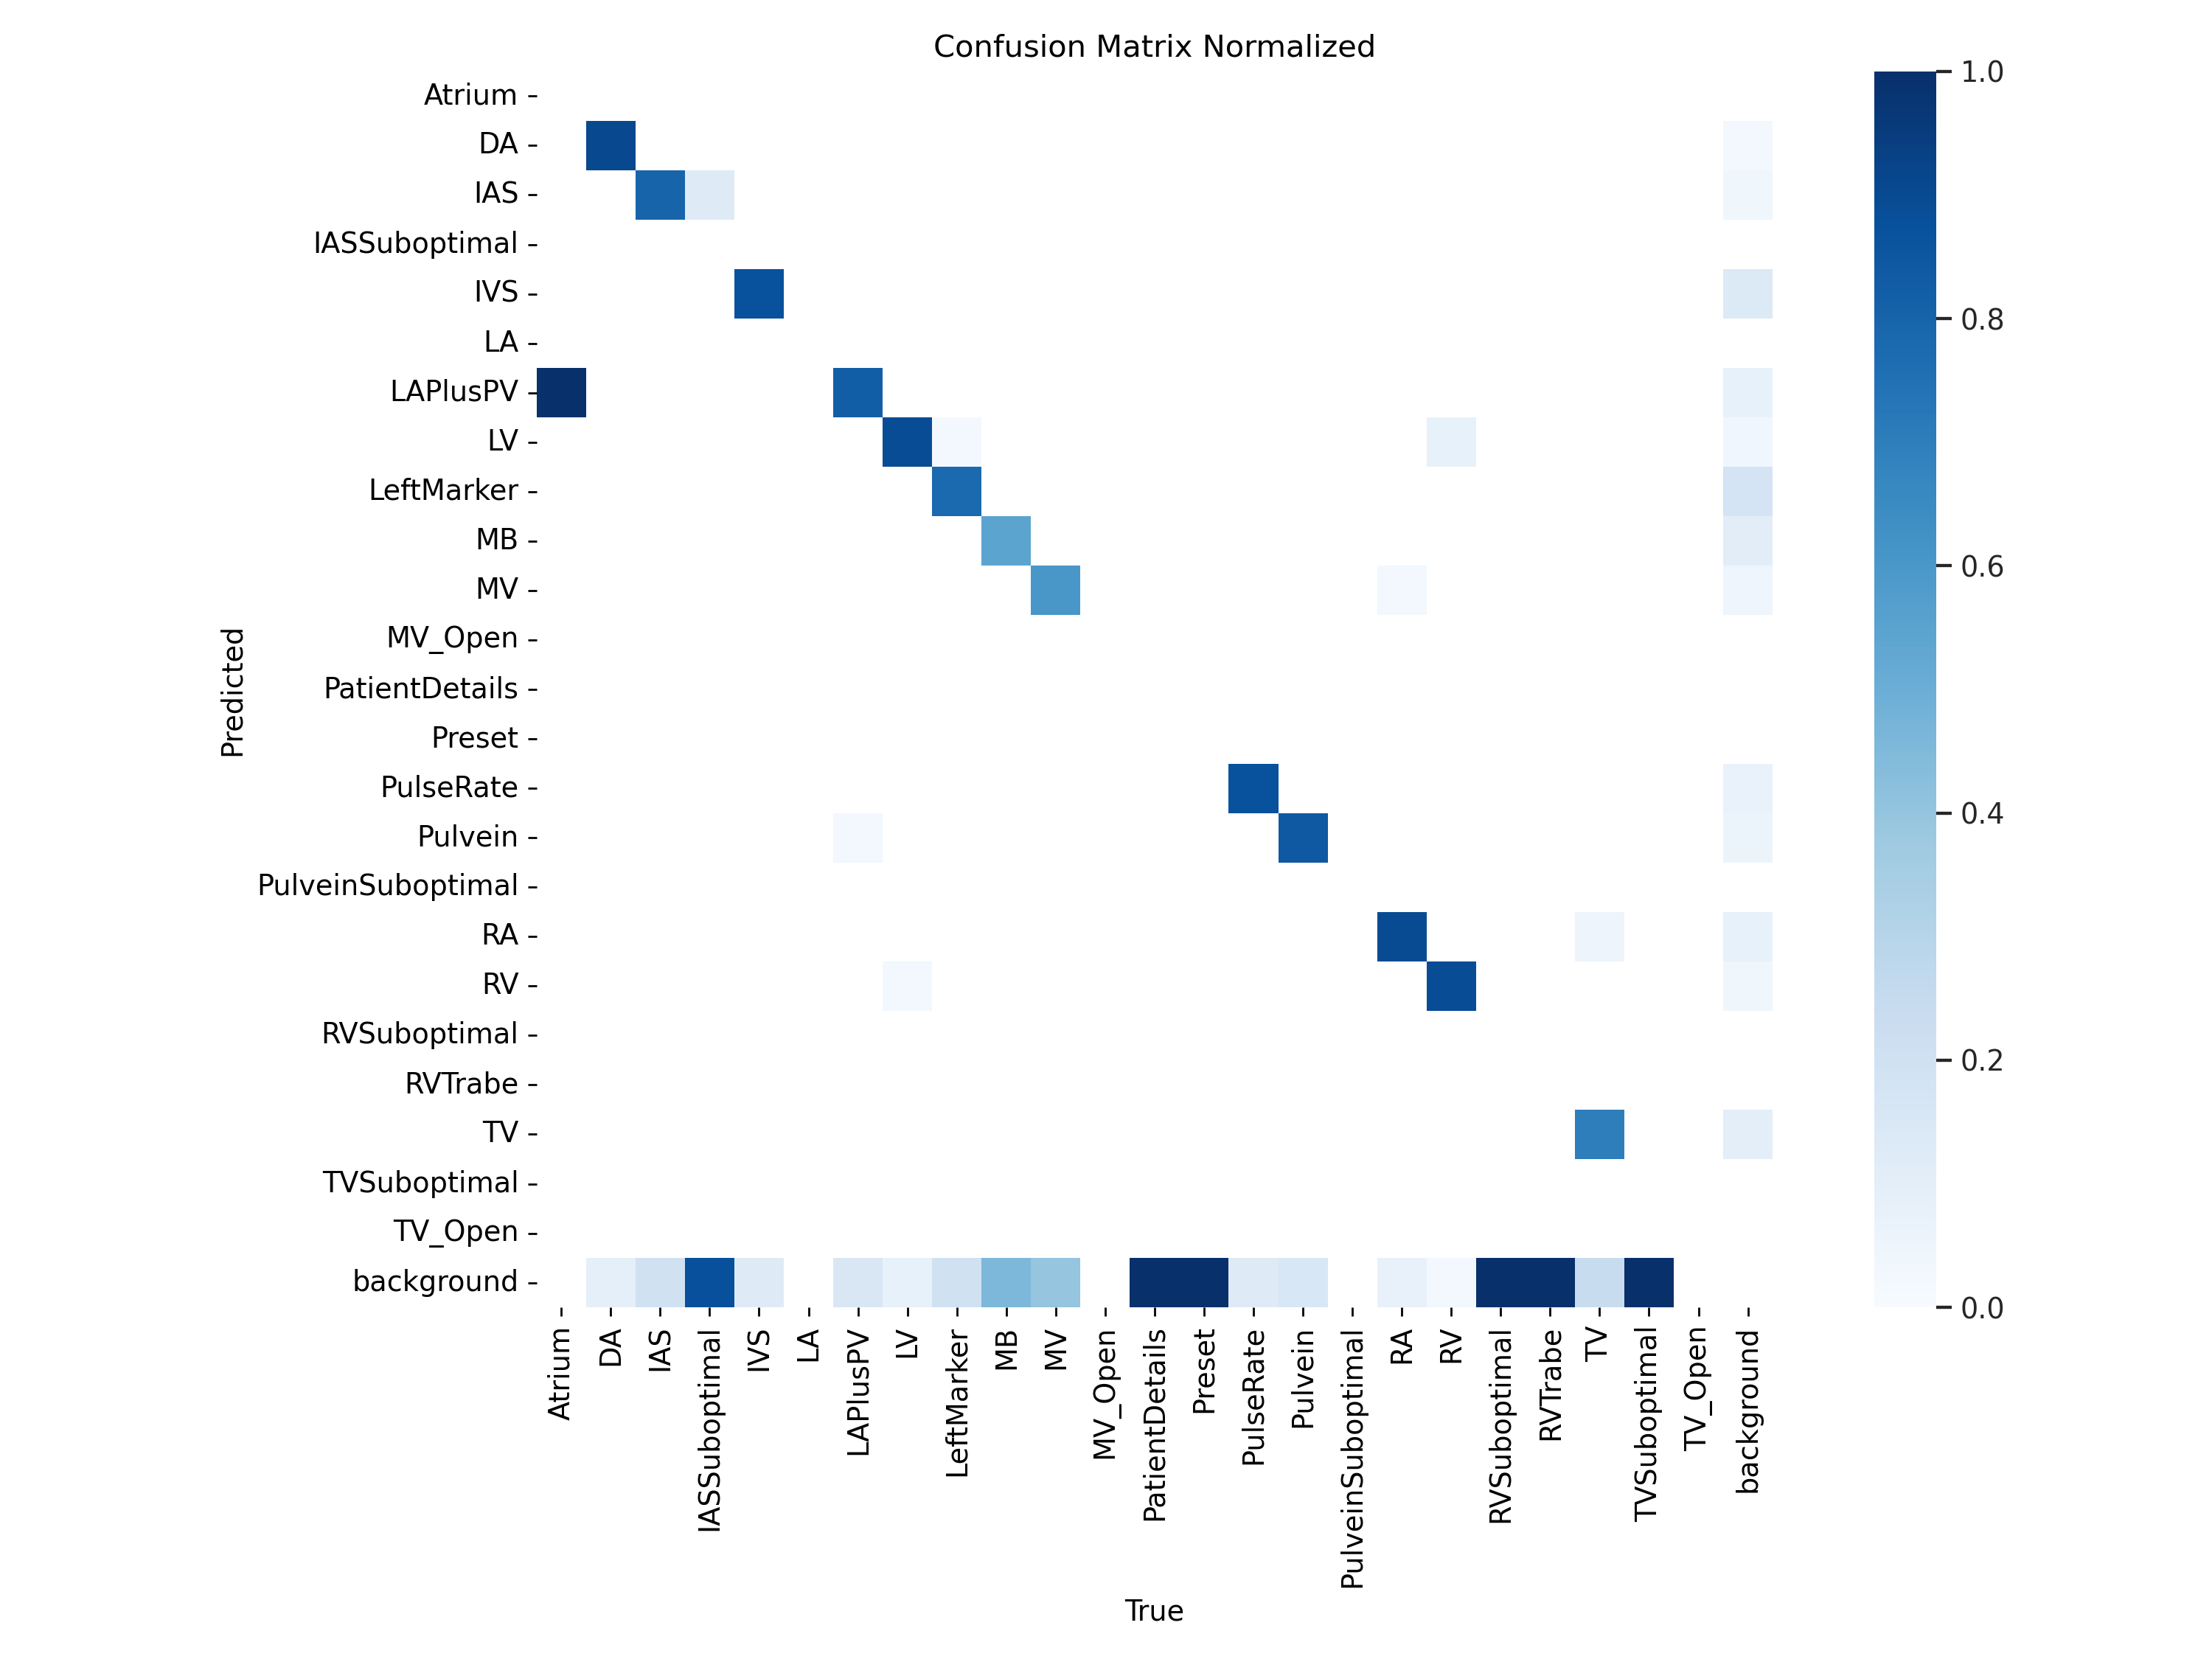 Confusion Matrix Normalized
Predicted
Atrium
DA
IAS
IASSuboptimal
IVS
LA
LAPlusPV
LV
LeftMarker
MB
MV
MV_Open
PatientDetails
Preset
PulseRate
Pulvein
PulveinSuboptimal
RA
RV
RVSuboptimal
RVTrabe
TV
TVSuboptimal
TV_Open
background
Atrium
DA
IAS
IASSuboptimal
IVS
LA
LAPlusPV
LV
LeftMarker
MB
MV
MV_Open
PatientDetails
Preset
PulseRate
Pulvein
PulveinSuboptimal
RA
RV
RVSuboptimal
RVTrabe
TV
TVSuboptimal
TV_Open
background
True
1.0
0.8
0.6
0.4
0.2
0.0